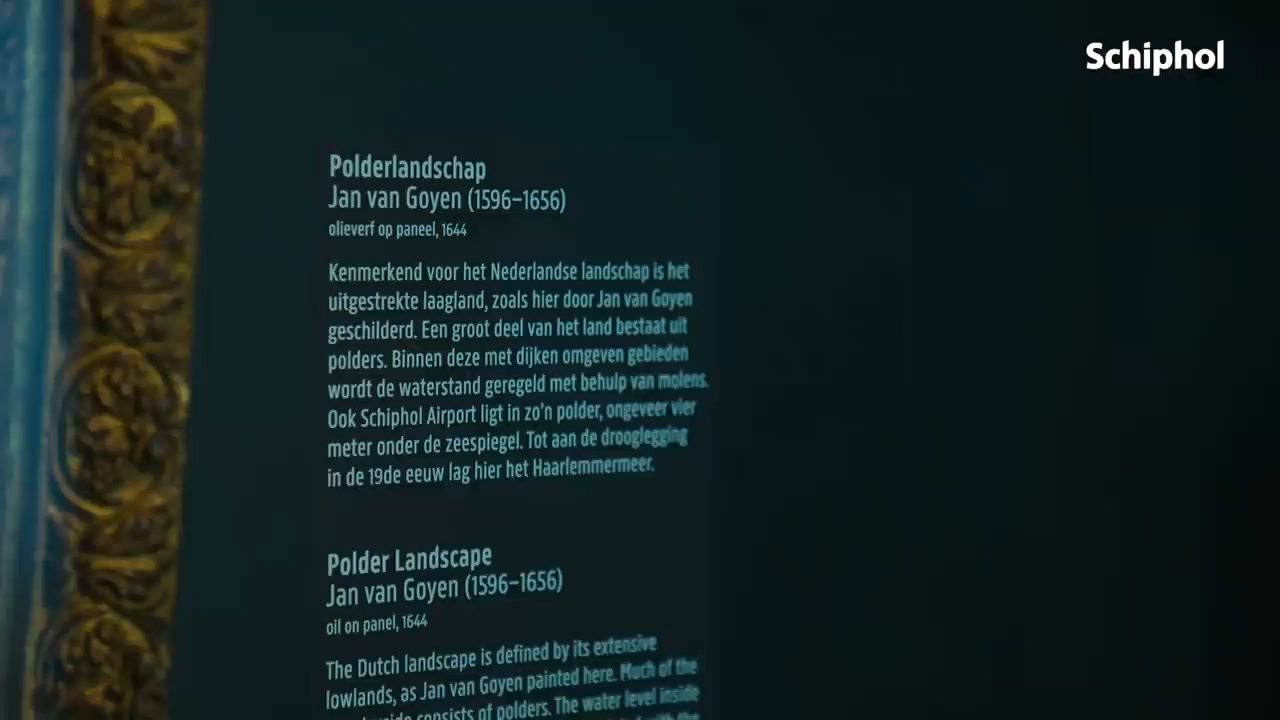 Schiphol
Polderlandschap
Jan van Goyen (1596–1656)
olieverf op paneel, 1644
Kenmerkend voor het Nederlandse landschap is het
uitgestrekte laagland, zoals hier door Jan van Goyen
geschilderd. Een groot deel van het land bestaat uit
polders. Binnen deze met dijken omgeven gebieden
wordt de waterstand geregeld met behulp van molens.
Ook Schiphol Airport ligt in zo'n polder, ongeveer vier
meter onder de zeespiegel. Tot aan de drooglegging
in de 19de eeuw lag hier het Haarlemmermeer.
Polder Landscape
Jan van Goyen (1596–1656)
oil on panel, 1644
The Dutch landscape is defined by its extensive
lowlands, as Jan van Goyen painted here. Much of the
consists of polders. The water level inside